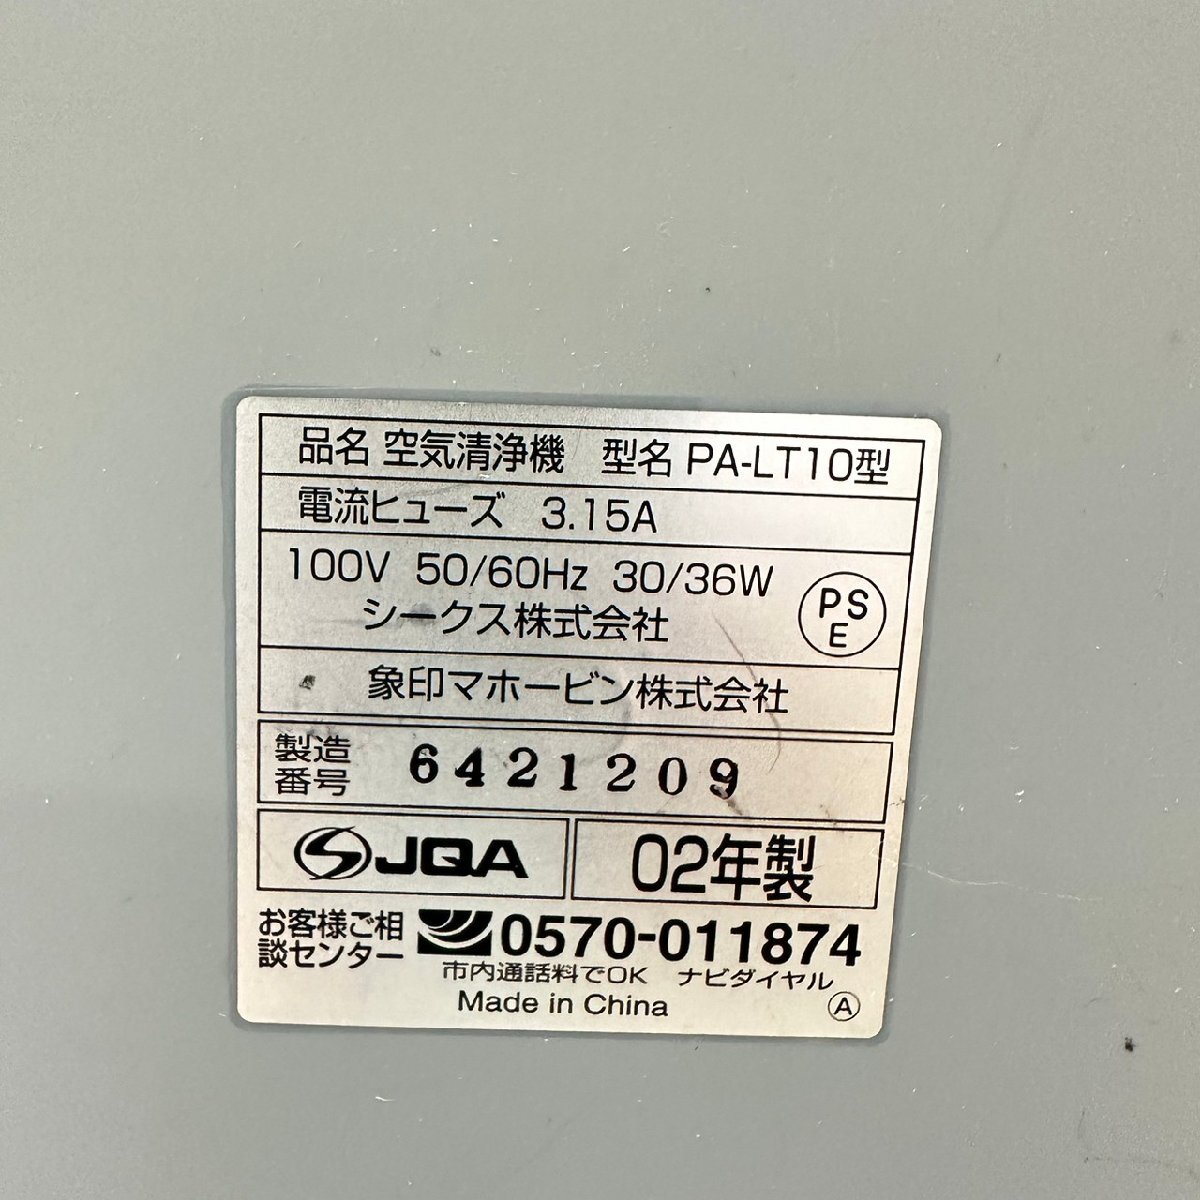 品名 空気清浄機 型名 PA-LT10型
電流ヒューズ 3.15A
100V 50/60Hz 30/36W
シークス株式会社
PS
E
象印マホービン株式会社
製造
番号
6421209
JQA
02年製
お客様ご相
談センター
0570-011874
市内通話料でOK ナビダイヤル
Made in China
A